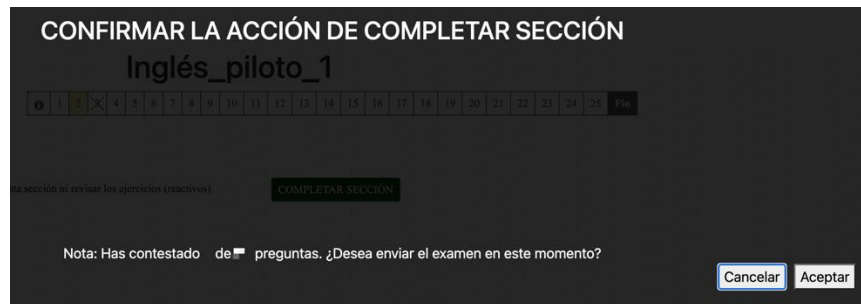 CONFIRMAR LA ACCIÓN DE COMPLETAR SECCIÓN
Inglés_piloto_1
1 2 3 4 5 6 7 8 9 10 11 12 13 14 15 16 17 18 19 20 21 22 23 24 25 Fin
sección ni revisar los ejercicios (reactivos).
COMPLETAR SECCIÓN
Nota: Has contestado de preguntas. ¿Desea enviar el examen en este momento?
Cancelar Aceptar